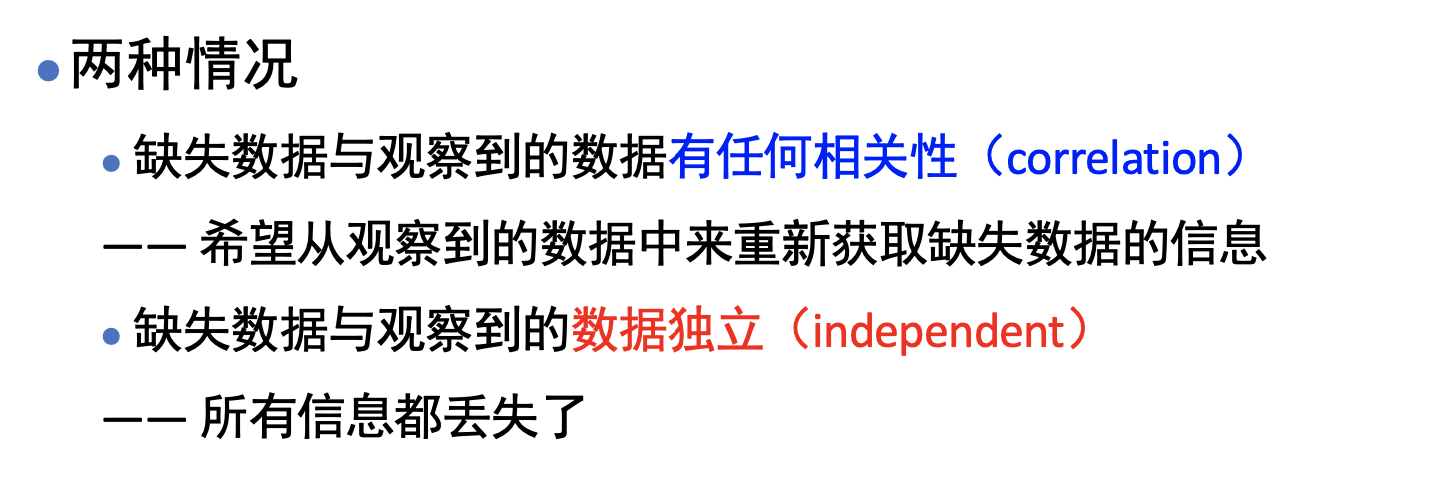 •两种情况
•缺失数据与观察到的数据有任何相关性（correlation）
—— 希望从观察到的数据中来重新获取缺失数据的信息
•缺失数据与观察到的数据独立（independent）
—— 所有信息都丢失了